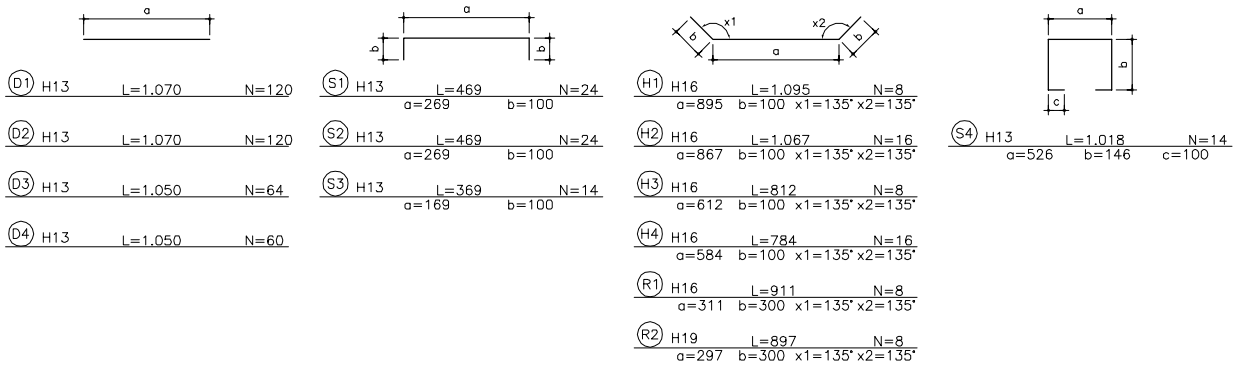 a
b
b
D1 H13 L=1.070 N=120
D2 H13 L=1.070 N=120
D3 H13 L=1.050 N=64
D4 H13 L=1.050 N=60
a
S1 H13 L=469 N=24
a=269 b=100
S2 H13 L=469 N=24
a=269 b=100
S3 H13 L=369 N=14
a=169 b=100
x1
x2
b
b
a
H1 H16 L=1.095 N=8
a=895 b=100 x1=135° x2=135°
H2 H16 L=1.067 N=16
a=867 b=100 x1=135° x2=135°
H3 H16 L=812 N=8
a=612 b=100 x1=135° x2=135°
H4 H16 L=784 N=16
a=584 b=100 x1=135° x2=135°
R1 H16 L=911 N=8
a=311 b=300 x1=135° x2=135°
R2 H19 L=897 N=8
a=297 b=300 x1=135° x2=135°
a
b
c
S4 H13 L=1.018 N=14
a=526 b=146 c=100